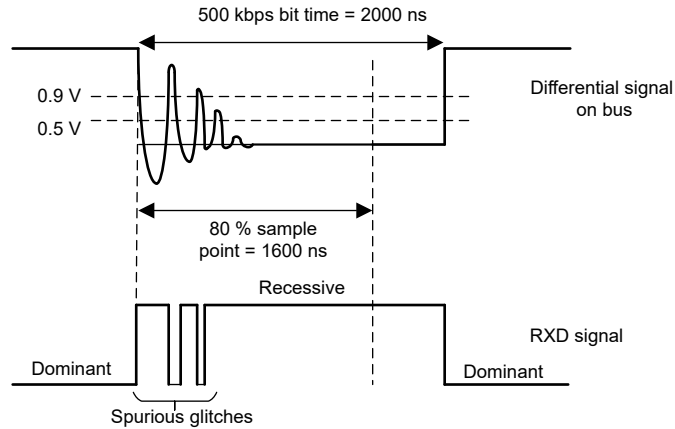 500 kbps bit time = 2000 ns
0.9 V
0.5 V
Differential signal
on bus
80 % sample
point = 1600 ns
Recessive
RXD signal
Dominant
Dominant
Spurious glitches